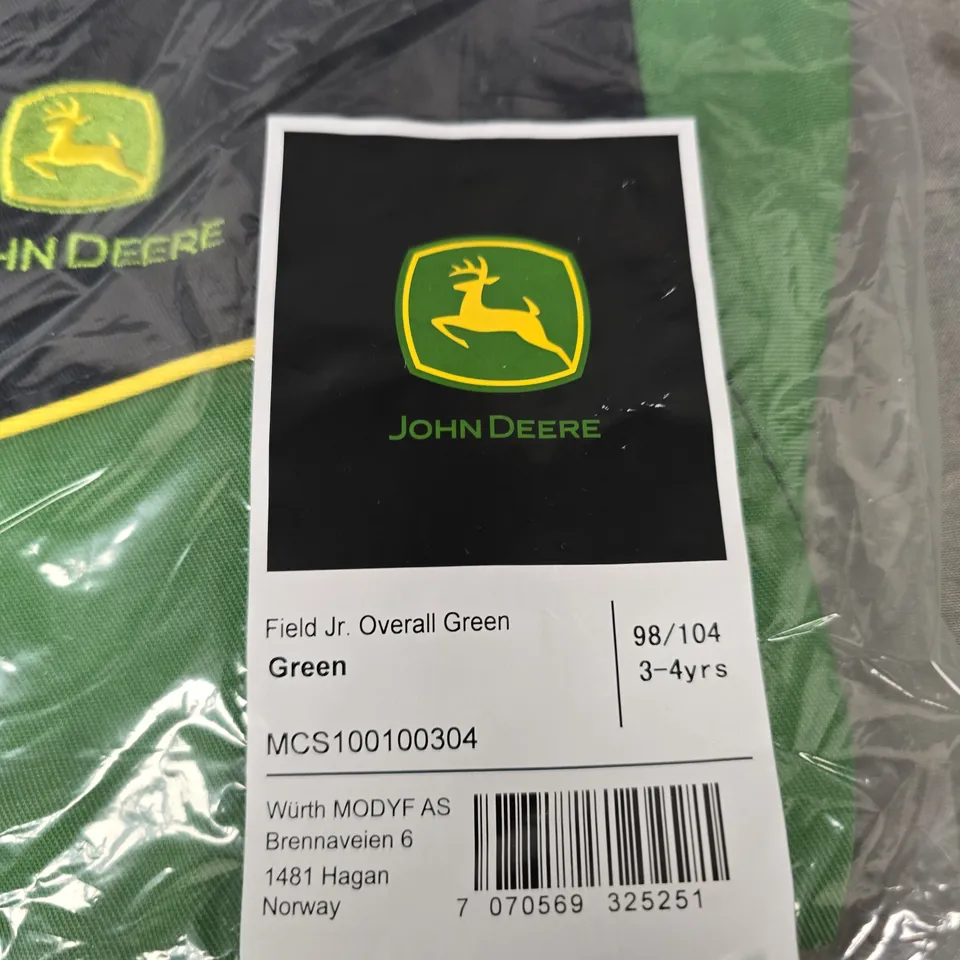 HN DEERE
JOHN DEERE
Field Jr. Overall Green
Green
98/104
3-4yrs
MCS100100304
Würth MODYF AS
Brennaveien 6
1481 Hagan
Norway
7 070569 325251